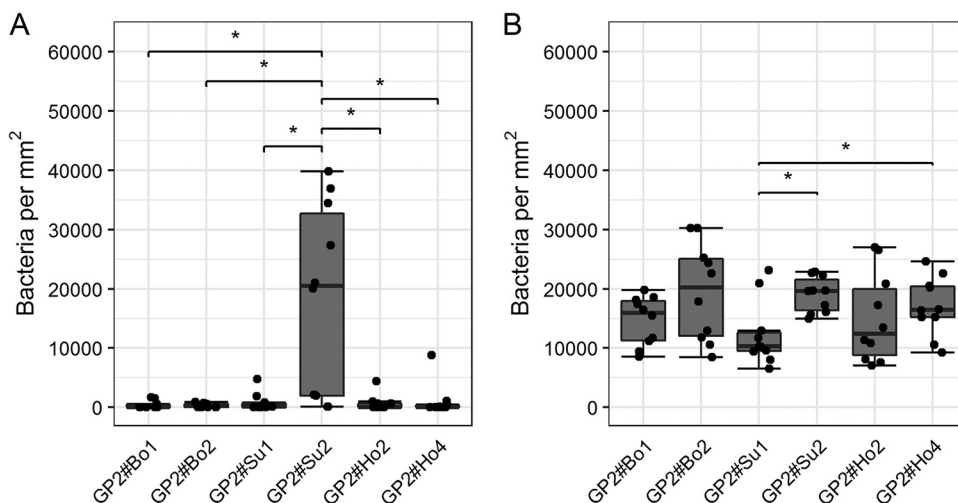 A
Bacteria per mm²
60000
50000
40000
30000
20000
10000
0
*
*
*
*
*
GP2#Bo1
GP2#Bo2
GP2#Su1
GP2#Su2
GP2#Ho2
GP2#Ho4
B
Bacteria per mm²
60000
50000
40000
30000
20000
10000
0
*
*
GP2#Bo1
GP2#Bo2
GP2#Su1
GP2#Su2
GP2#Ho2
GP2#Ho4